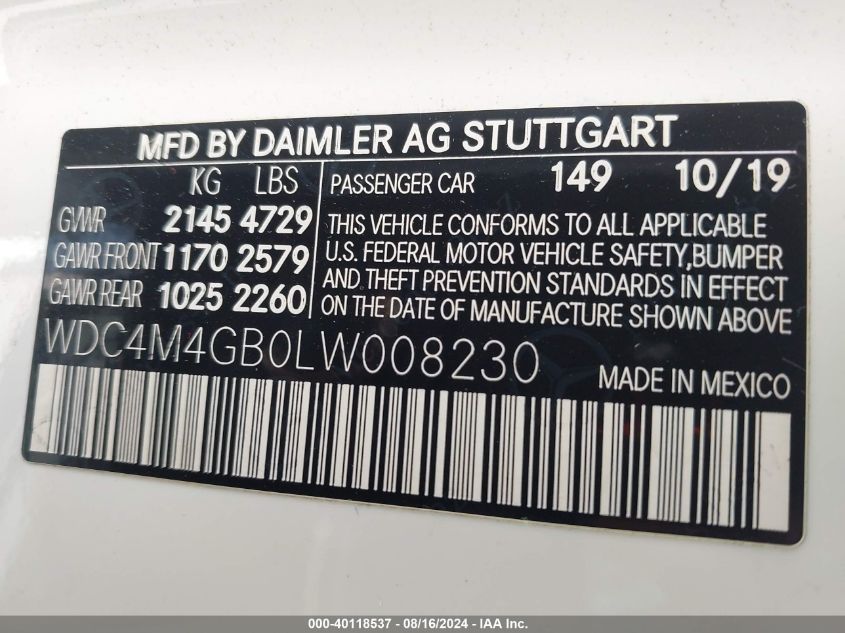 MFD BY DAIMLER AG STUTTGART
KG LBS
GVWR 2145 4729
GAWR FRONT 1170 2579
GAWR REAR 1025 2260
PASSENGER CAR 149 10/19
THIS VEHICLE CONFORMS TO ALL APPLICABLE
U.S. FEDERAL MOTOR VEHICLE SAFETY,BUMPER
AND THEFT PREVENTION STANDARDS IN EFFECT
ON THE DATE OF MANUFACTURE SHOWN ABOVE
WDC4M4GB0LW008230
MADE IN MEXICO
000-40118537 - 08/16/2024 - IAA Inc.